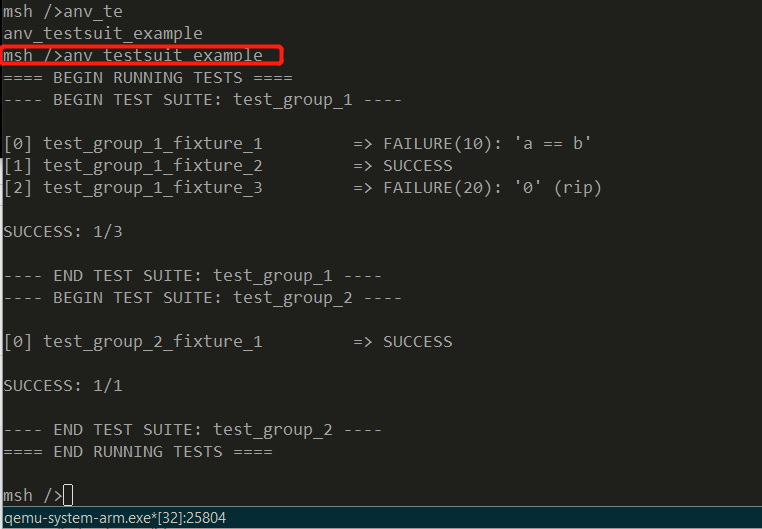 msh />anv_te
anv_testsuit_example
msh />anv_testsuit_example
==== BEGIN RUNNING TESTS ====
---- BEGIN TEST SUITE: test_group_1 ----
[0] test_group_1_fixture_1         => FAILURE(10): 'a == b'
[1] test_group_1_fixture_2         => SUCCESS
[2] test_group_1_fixture_3         => FAILURE(20): '0' (rip)
SUCCESS: 1/3
---- END TEST SUITE: test_group_1 ----
---- BEGIN TEST SUITE: test_group_2 ----
[0] test_group_2_fixture_1         => SUCCESS
SUCCESS: 1/1
---- END TEST SUITE: test_group_2 ----
==== END RUNNING TESTS ====
msh />
qemu-system-arm.exe*[32]:25804